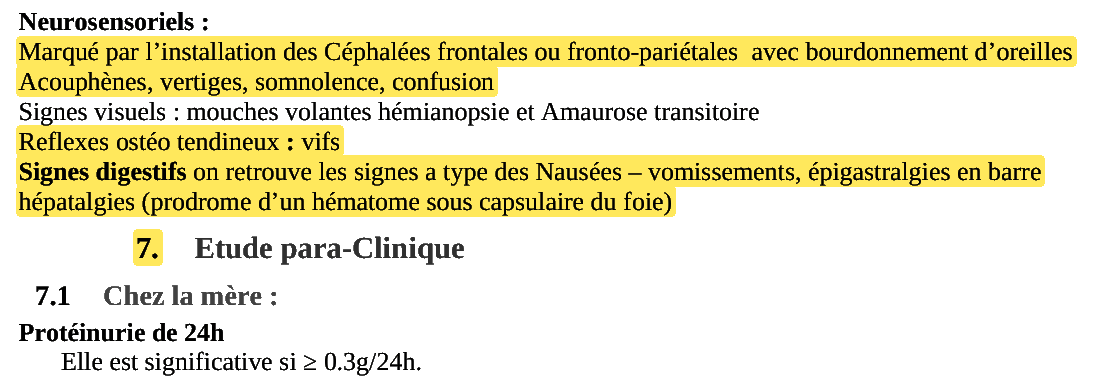 Neurosensoriels :
Marqué par l’installation des Céphalées frontales ou fronto-pariétales  avec bourdonnement d’oreilles
Acouphènes, vertiges, somnolence, confusion
Signes visuels : mouches volantes hémianopsie et Amaurose transitoire
Reflexes ostéo tendineux : vifs
Signes digestifs on retrouve les signes a type des Nausées – vomissements, épigastralgies en barre
hépatalgies (prodrome d’un hématome sous capsulaire du foie)
7. Etude para-Clinique
7.1 Chez la mère :
Protéinurie de 24h
Elle est significative si ≥ 0.3g/24h.